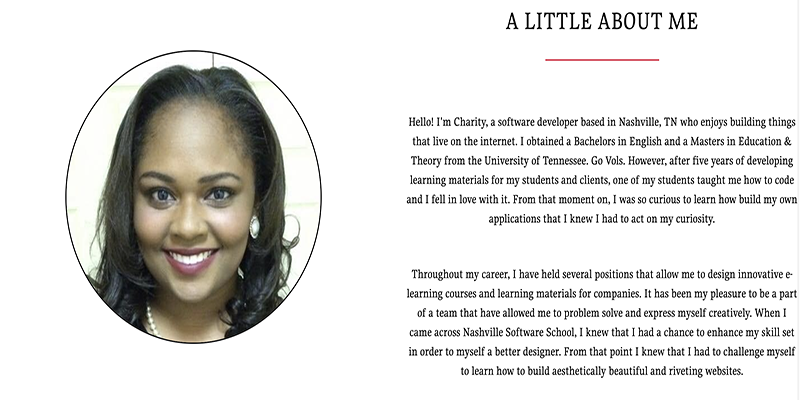 A LITTLE ABOUT ME
Hello! I'm Charity, a software developer based in Nashville, TN who enjoys building things
that live on the internet. I obtained a Bachelors in English and a Masters in Education &
Theory from the University of Tennessee. Go Vols. However, after five years of developing
learning materials for my students and clients, one of my students taught me how to code
and I fell in love with it. From that moment on, I was so curious to learn how build my own
applications that I knew I had to act on my curiosity.
Throughout my career, I have held several positions that allow me to design innovative e-
learning courses and learning materials for companies. It has been my pleasure to be a part
of a team that have allowed me to problem solve and express myself creatively. When I
came across Nashville Software School, I knew that I had a chance to enhance my skill set
in order to myself a better designer. From that point I knew that I had to challenge myself
to learn how to build aesthetically beautiful and riveting websites.